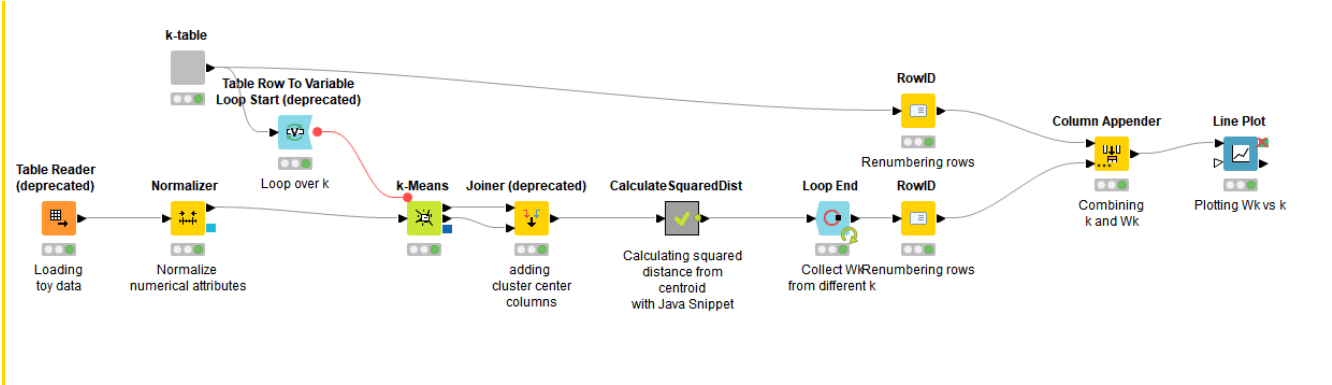 k-table
Table Row To Variable
Loop Start (deprecated)
Loop over k
RowID
Renumbering rows
Column Appender
Combining
k and Wk
Line Plot
Plotting Wk vs k
Table Reader
(deprecated)
Loading
toy data
Normalizer
Normalize
numerical attributes
k-Means
Joiner (deprecated)
adding
cluster center
columns
CalculateSquaredDist
Calculating squared
distance from
centroid
with Java Snippet
Loop End
Collect Wk
from different k
RowID
Renumbering rows